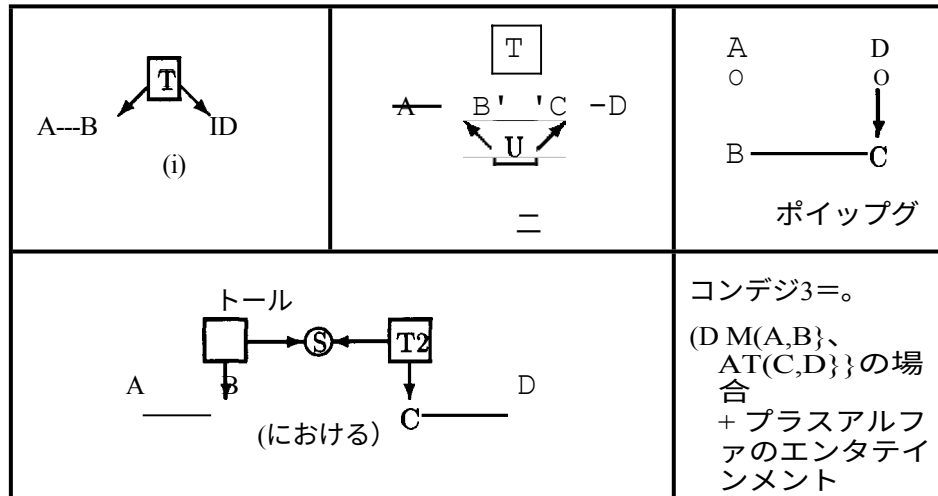 T
A---B
ID
(i)
T
A
B' 'C -D
U
二
A
D
O
O
B
C
ポイップグ
トール
S
T2
A
B
D
C
(における）
コンデジ3＝。
(D M(A,B}、
AT(C,D}}の場
合
+ プラスアルフ
ァのエンタテイ
ンメント